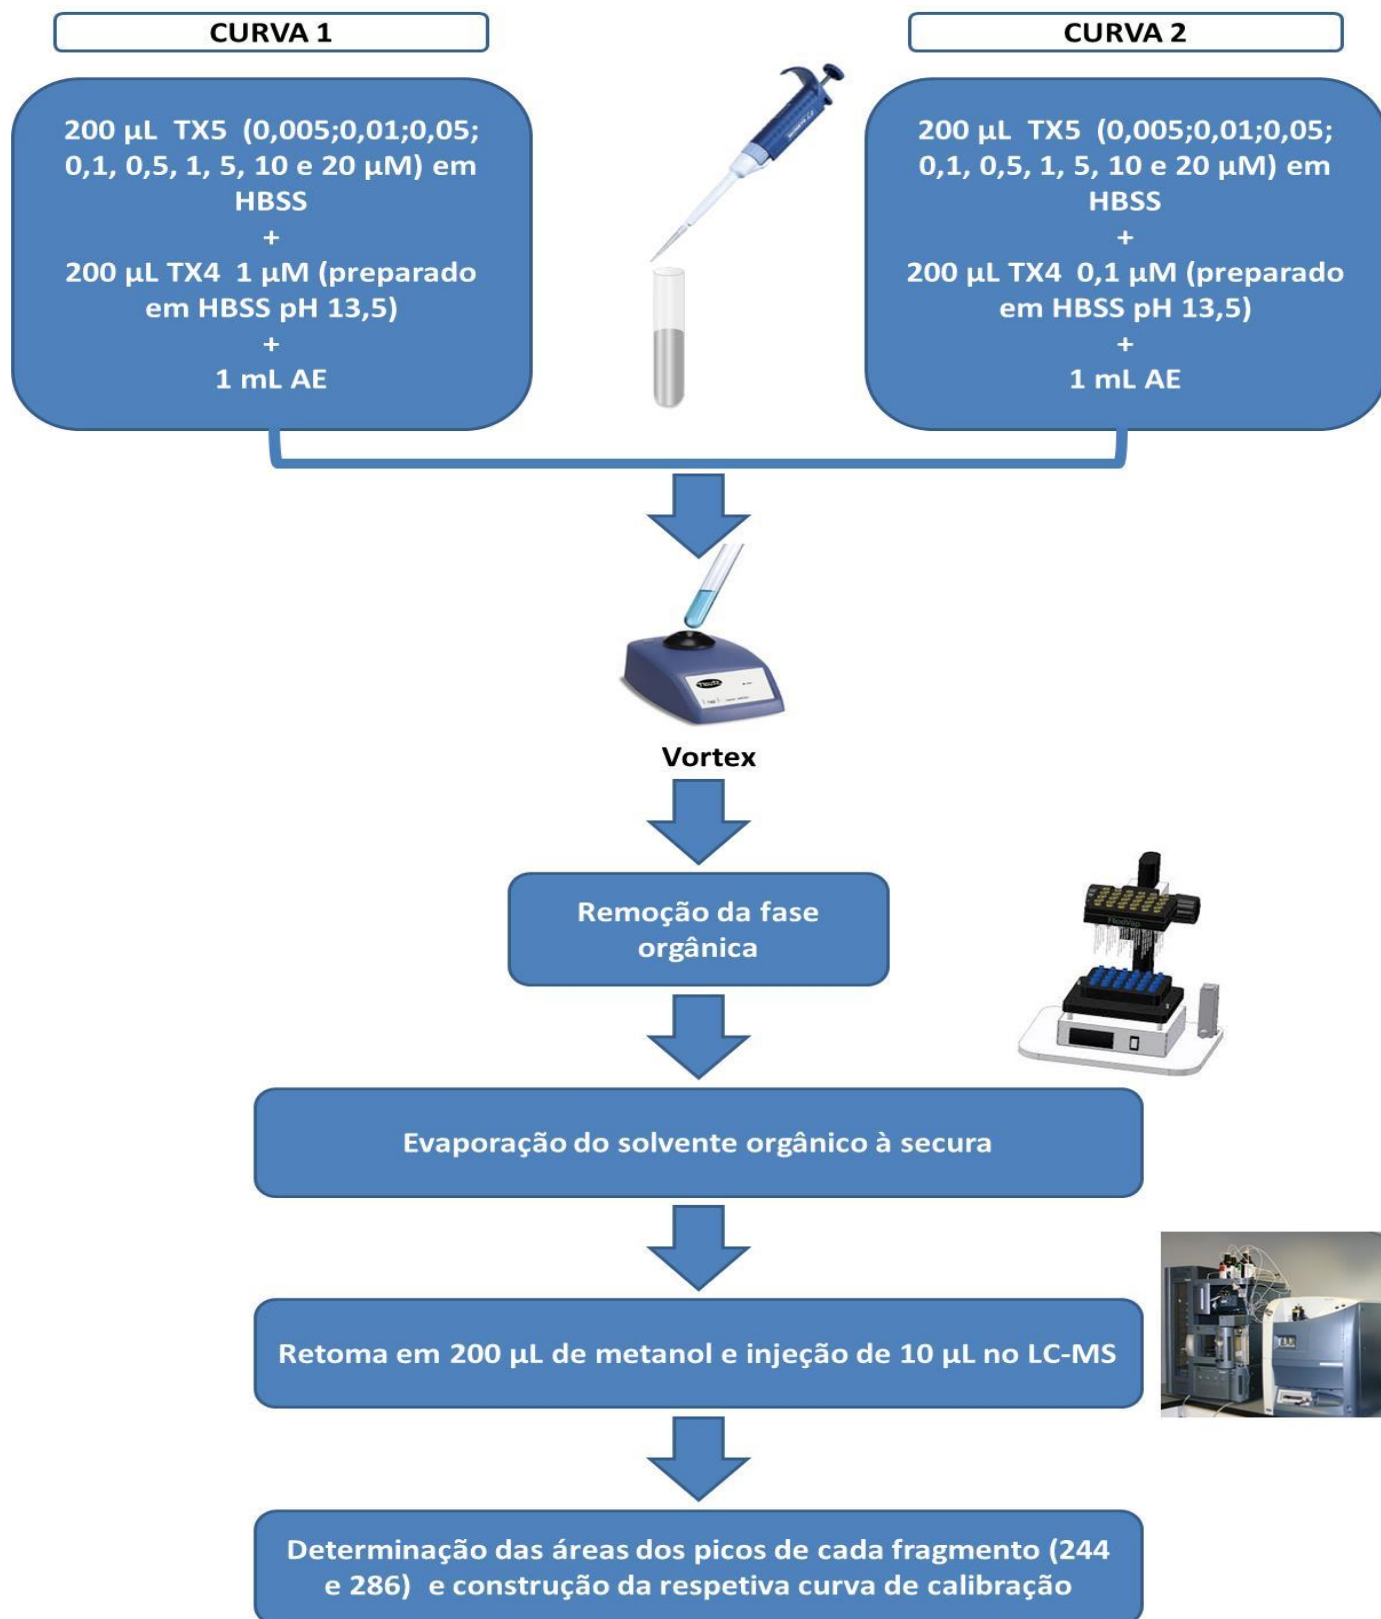 CURVA 1
200 µL TX5 (0,005;0,01;0,05;
0,1, 0,5, 1, 5, 10 e 20 µM) em
HBSS
+
200 µL TX4 1 µM (preparado
em HBSS pH 13,5)
+
1 mL AE
CURVA 2
200 µL TX5 (0,005;0,01;0,05;
0,1, 0,5, 1, 5, 10 e 20 µM) em
HBSS
+
200 µL TX4 0,1 µM (preparado
em HBSS pH 13,5)
+
1 mL AE
Vortex
Remoção da fase
orgânica
Evaporação do solvente orgânico à secura
Retoma em 200 µL de metanol e injeção de 10 µL no LC-MS
Determinação das áreas dos picos de cada fragmento (244
e 286) e construção da respetiva curva de calibração